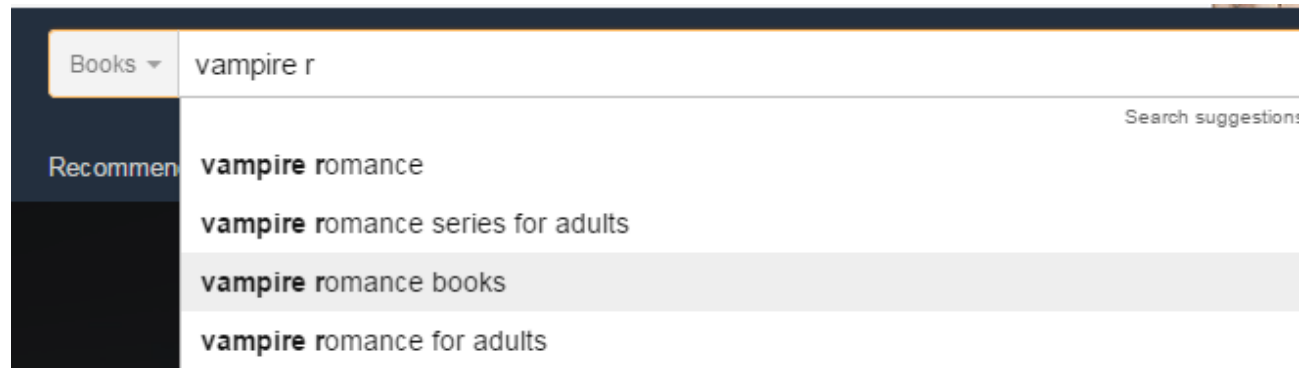 Books vampire r
Search suggestions
Recommen
vampire romance
vampire romance series for adults
vampire romance books
vampire romance for adults